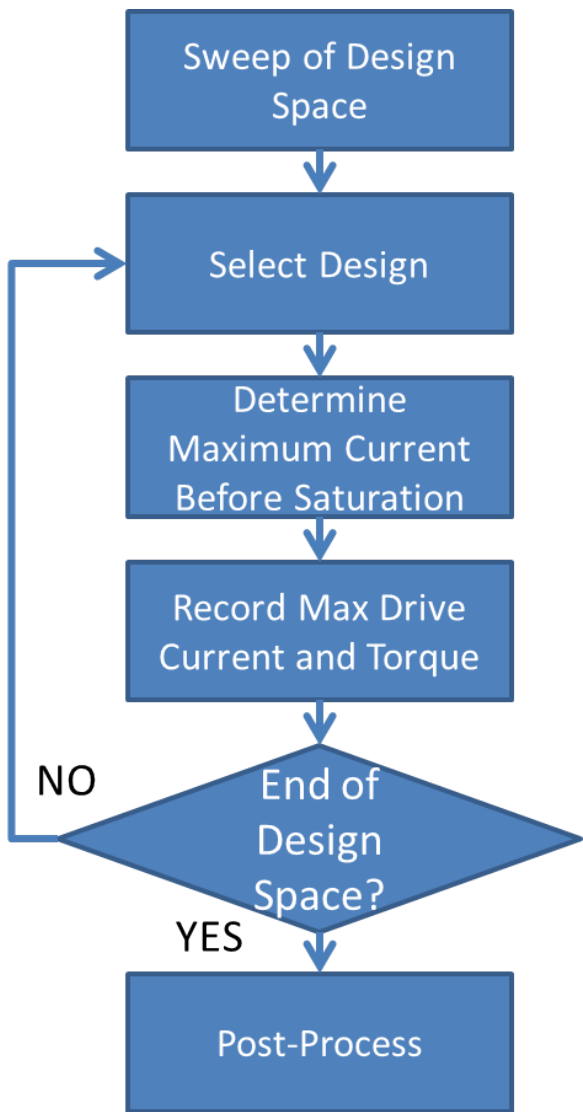 Sweep of Design
Space
Select Design
Determine
Maximum Current
Before Saturation
Record Max Drive
Current and Torque
NO
End of
Design
Space?
YES
Post-Process